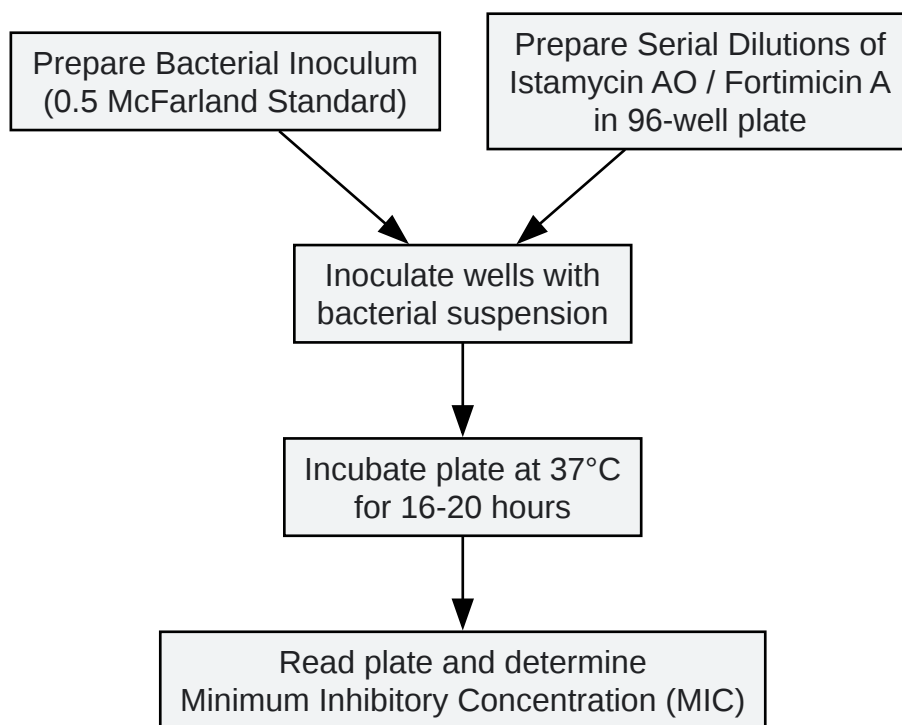 Prepare Bacterial Inoculum
(0.5 McFarland Standard)
Prepare Serial Dilutions of
Istamycin AO / Fortimicin A
in 96-well plate
Inoculate wells with
bacterial suspension
Incubate plate at 37°C
for 16-20 hours
Read plate and determine
Minimum Inhibitory Concentration (MIC)